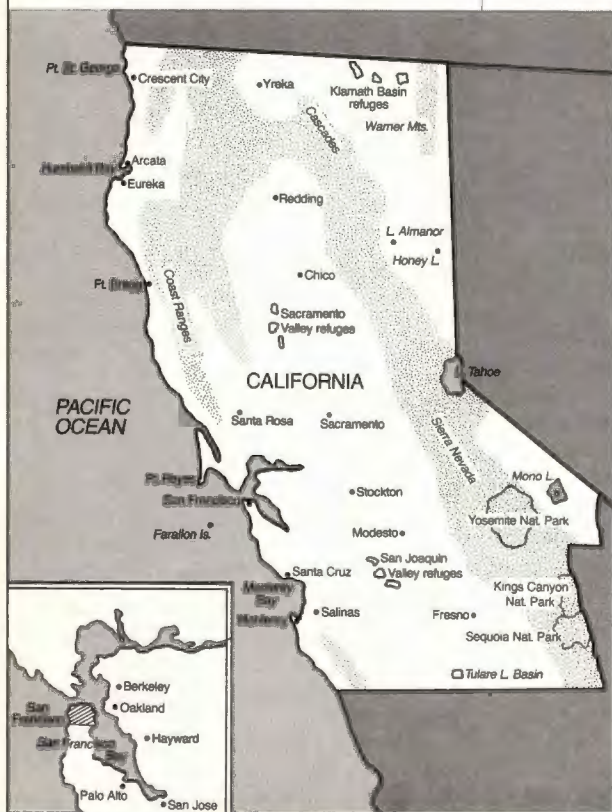 Pt. St. George
Crescent City
Yreka
Klamath Basin
refuges
Warner Mts.
Cascades
Humboldt Bay
Arcata
Eureka
Redding
L. Almanor
Honey L.
Chico
Ft. Bragg
Coast Ranges
Sacramento
Valley refuges
CALIFORNIA
Tahoe
PACIFIC
OCEAN
Santa Rosa
Sacramento
Sierra Nevada
Mono L.
Pt. Reyes
San Francisco
Stockton
Yosemite Nat. Park
Farallon Is.
Modesto
San Joaquin
Valley refuges
Santa Cruz
Monterey
Bay
Monterey
Salinas
Fresno
Kings Canyon
Nat. Park
Sequoia Nat. Park
Tulare L. Basin
Berkeley
Oakland
San
Francisco
Hayward
San Francisco
Bay
Palo Alto
San Jose